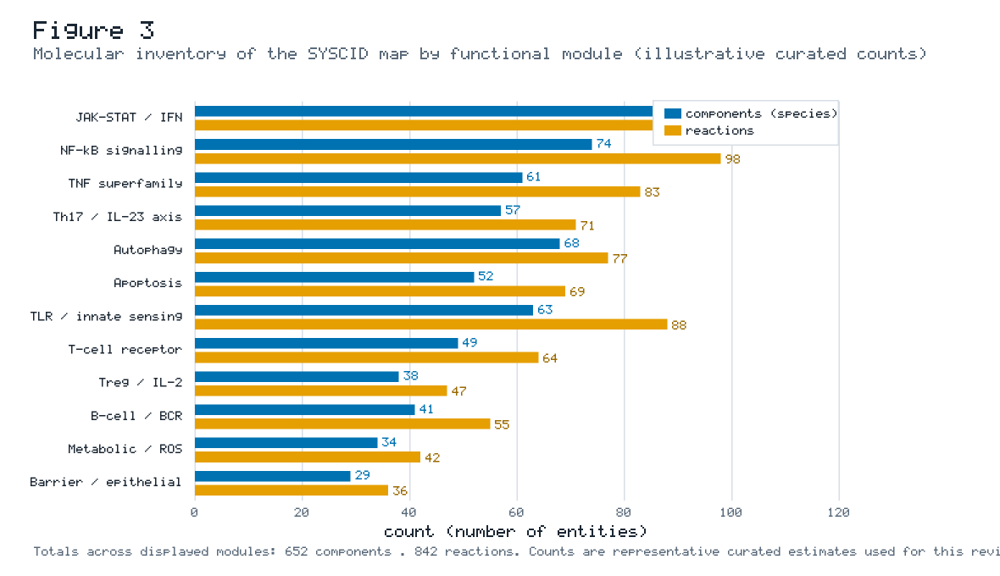 Figure 3
Molecular inventory of the SYSCID map by functional module (illustrative curated counts)
components (species)
reactions
JAK-STAT / IFN
NF-kB signalling
74
98
TNF superfamily
61
83
Th17 / IL-23 axis
57
71
Autophagy
68
77
Apoptosis
52
69
TLR / innate sensing
63
88
T-cell receptor
49
64
Treg / IL-2
38
47
B-cell / BCR
41
55
Metabolic / ROS
34
42
Barrier / epithelial
29
36
0 20 40 60 80 100 120
count (number of entities)
Totals across displayed modules: 652 components . 842 reactions. Counts are representative curated estimates used for this revi